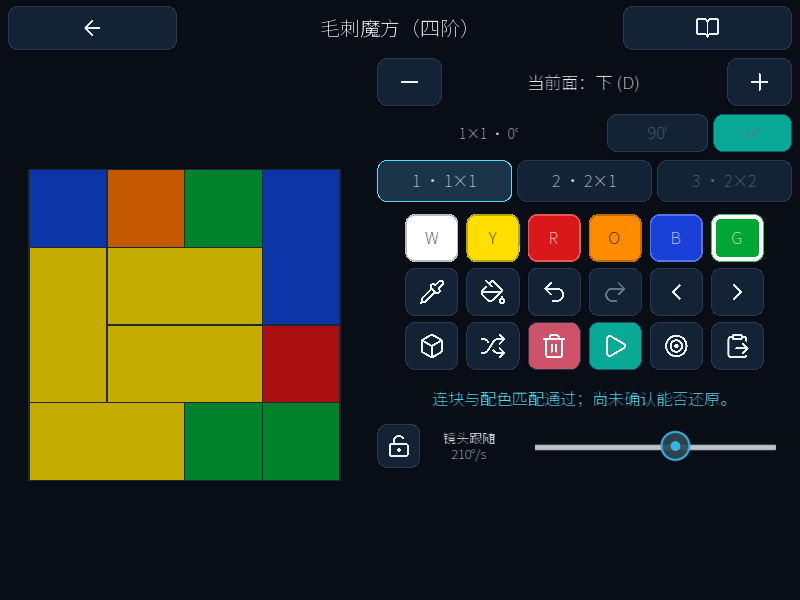 毛刺魔方（四阶）
当前面：下 (D)
1×1 · 0°
90°
1 · 1×1
2 · 2×1
3 · 2×2
W
Y
R
O
B
G
连块与配色匹配通过；尚未确认能否还原。
镜头跟随
210°/s